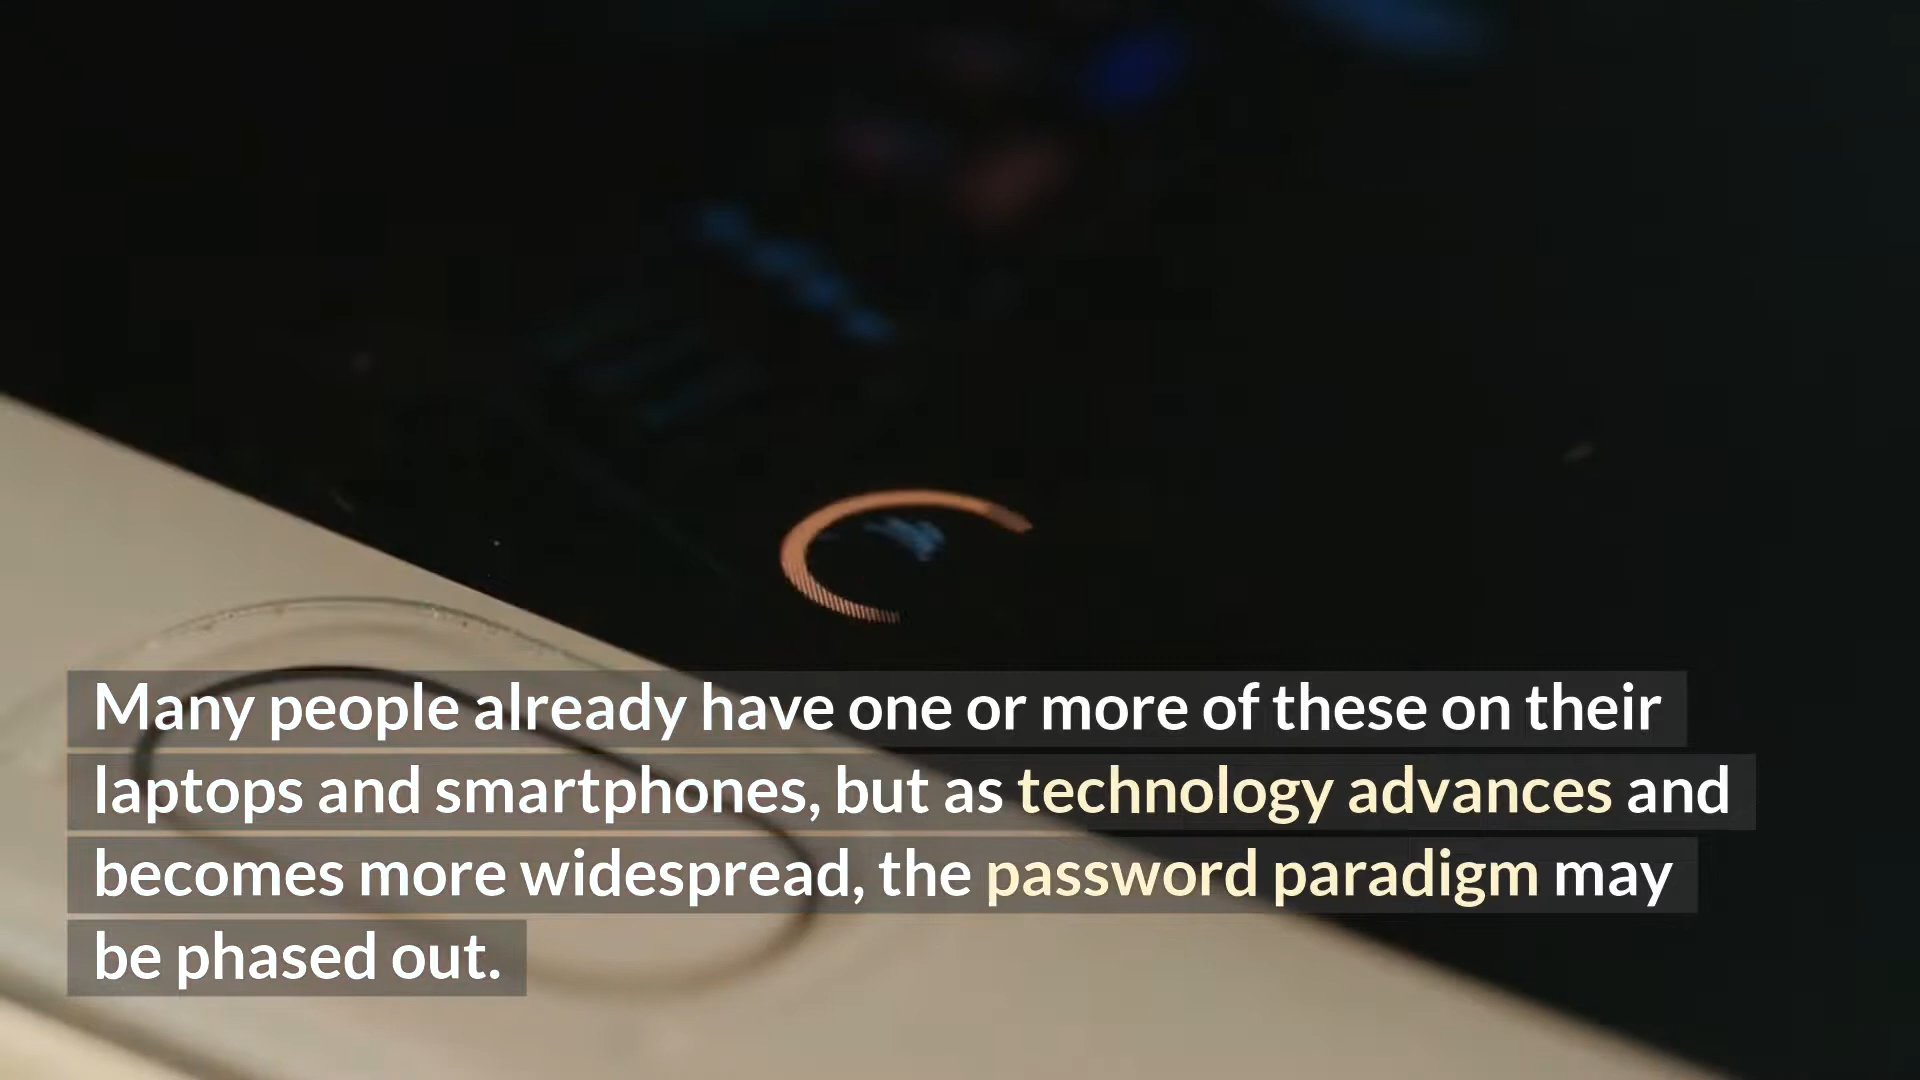 Many people already have one or more of these on their
laptops and smartphones, but as technology advances and
becomes more widespread, the password paradigm may
be phased out.